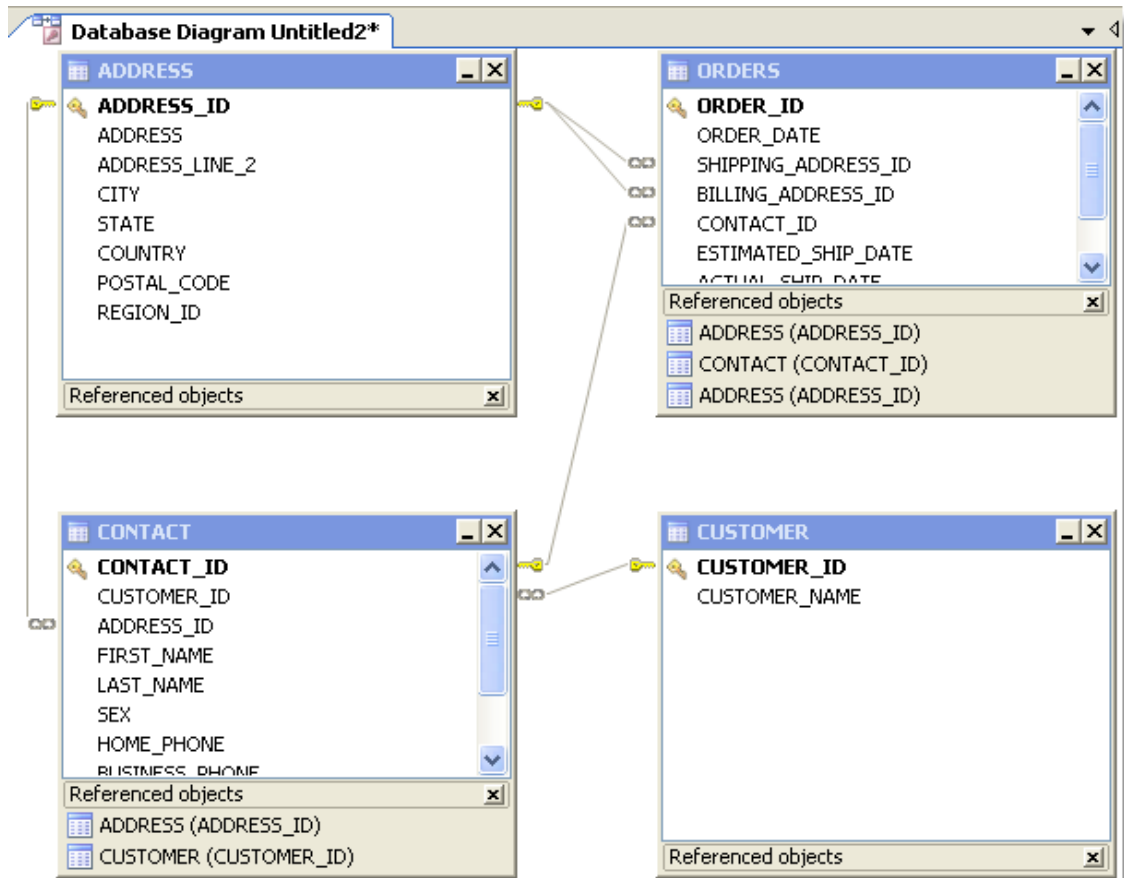 Database Diagram Untitled2*
ADDRESS
ADDRESS_ID
ADDRESS
ADDRESS_LINE_2
CITY
STATE
COUNTRY
POSTAL_CODE
REGION_ID
Referenced objects
ORDERS
ORDER_ID
ORDER_DATE
SHIPPING_ADDRESS_ID
BILLING_ADDRESS_ID
CONTACT_ID
ESTIMATED_SHIP_DATE
ACTUAL_SHIP_DATE
Referenced objects
ADDRESS (ADDRESS_ID)
CONTACT (CONTACT_ID)
ADDRESS (ADDRESS_ID)
CONTACT
CONTACT_ID
CUSTOMER_ID
ADDRESS_ID
FIRST_NAME
LAST_NAME
SEX
HOME_PHONE
BUSINESS_PHONE
Referenced objects
ADDRESS (ADDRESS_ID)
CUSTOMER (CUSTOMER_ID)
CUSTOMER
CUSTOMER_ID
CUSTOMER_NAME
Referenced objects